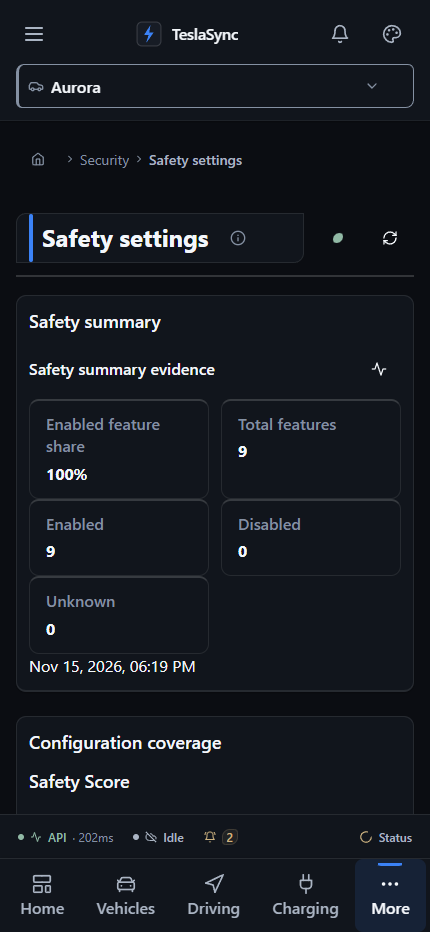 TeslaSync
Aurora
Security
Safety settings
Safety settings
Safety summary
Safety summary evidence
Enabled feature
share
100%
Total features
9
Enabled
9
Disabled
0
Unknown
0
Nov 15, 2026, 06:19 PM
Configuration coverage
Safety Score
API · 202ms
Idle
2
Status
Home
Vehicles
Driving
Charging
More